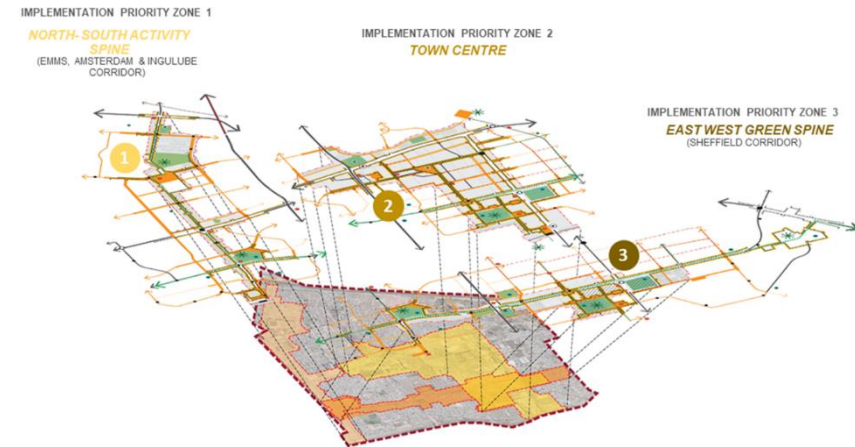 IMPLEMENTATION PRIORITY ZONE 1
NORTH- SOUTH ACTIVITY
SPINE
(EMMS, AMSTERDAM & INGULUBE
CORRIDOR)
IMPLEMENTATION PRIORITY ZONE 2
TOWN CENTRE
IMPLEMENTATION PRIORITY ZONE 3
EAST WEST GREEN SPINE
(SHEFFIELD CORRIDOR)
1
2
3